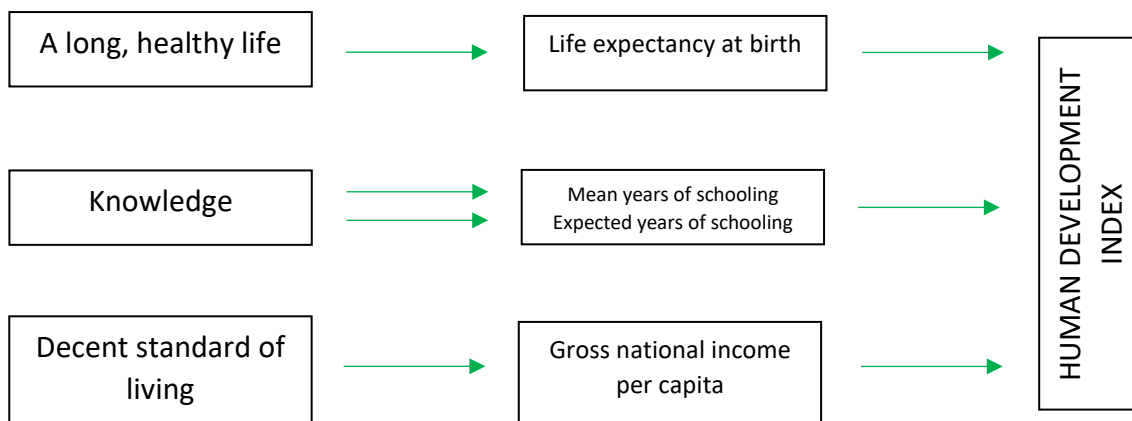 A long, healthy life
Life expectancy at birth
Knowledge
Mean years of schooling
Expected years of schooling
Decent standard of
living
Gross national income
per capita
HUMAN DEVELOPMENT
INDEX